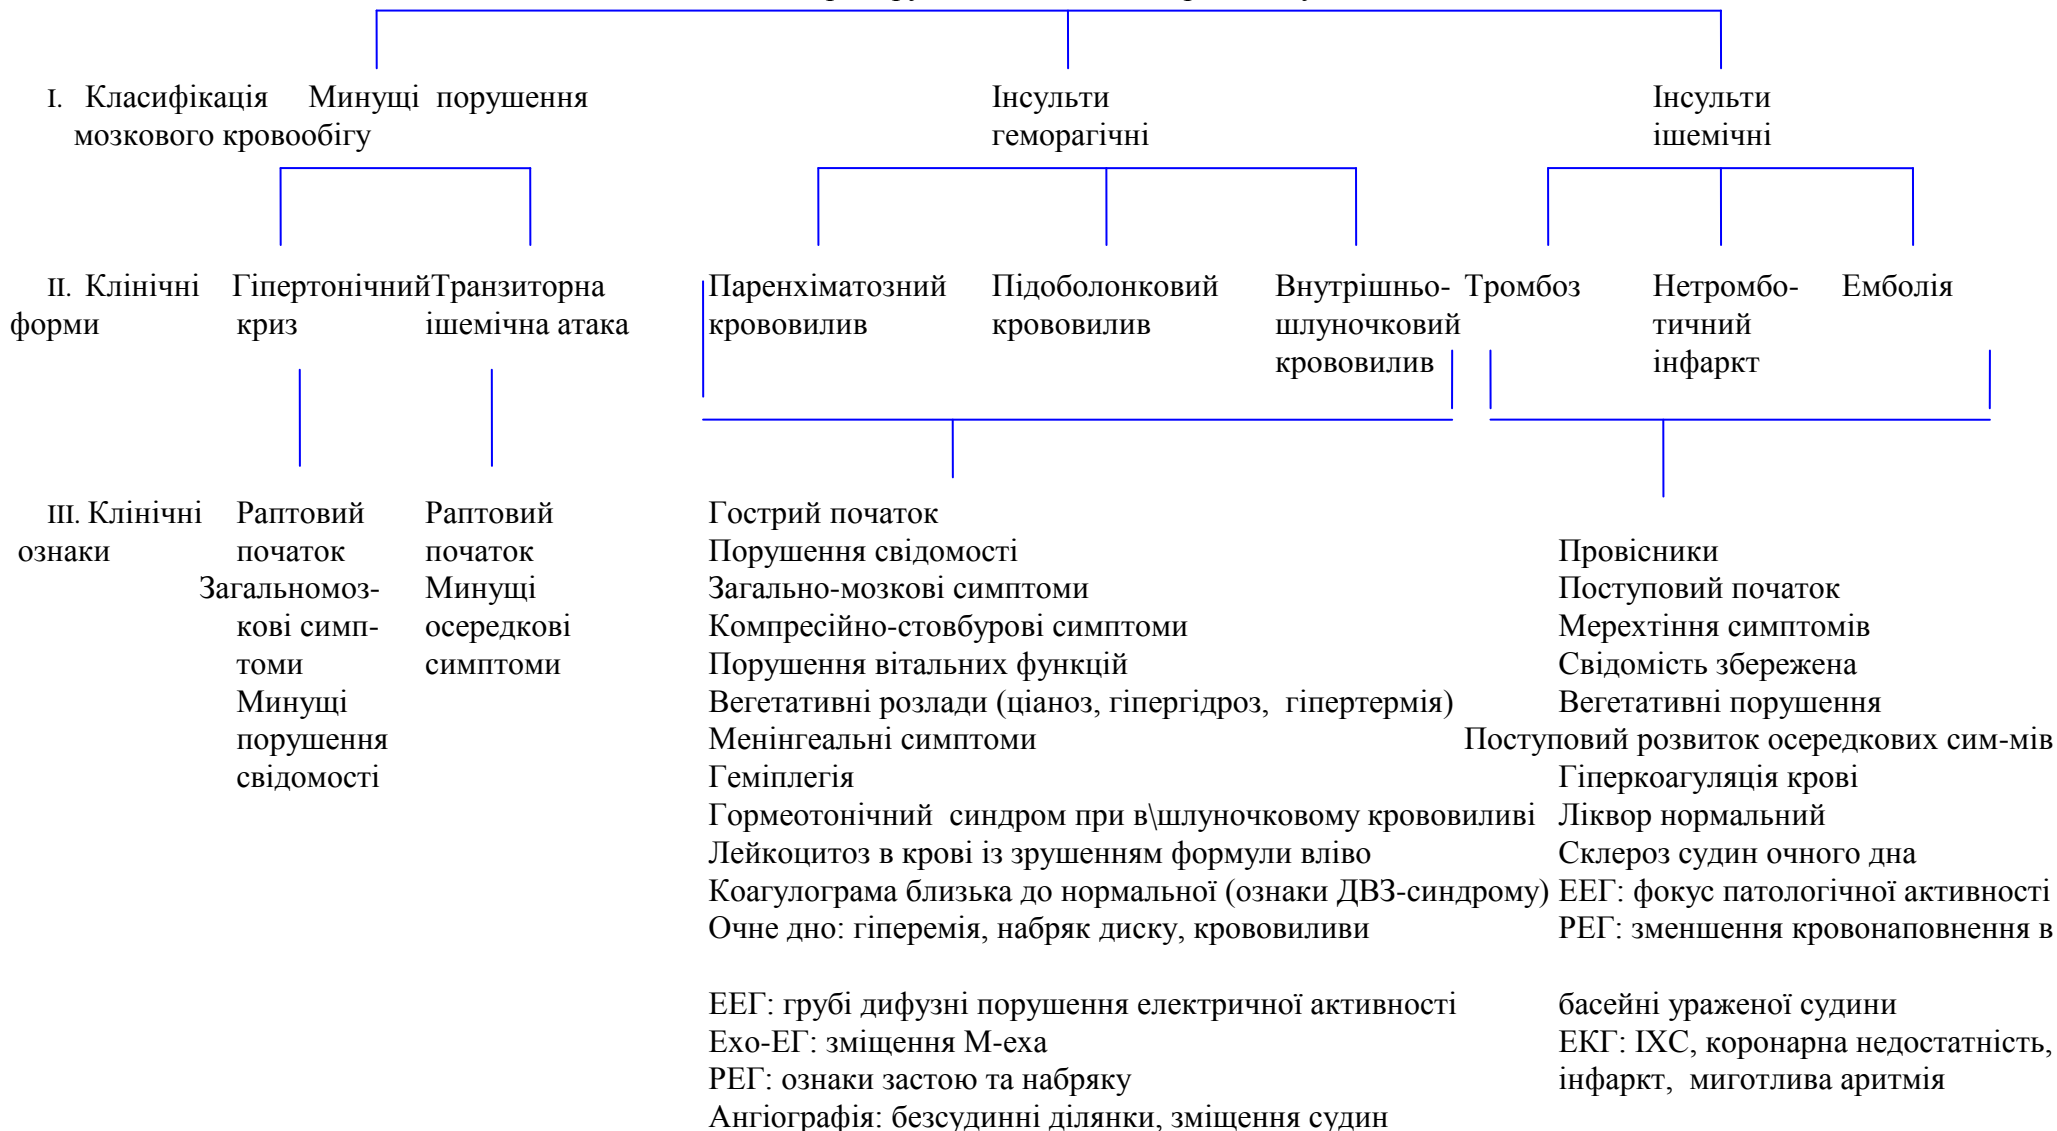 I. Класифікація Минущі порушення
мозкового кровообігу
Інсульти
геморагічні
Інсульти
ішемічні
II. Клінічні
форми
Гіпертонічний
криз
Транзиторна
ішемічна атака
Паренхіматозний
крововилив
Підоболонковий
крововилив
Внутрішньо-
шлуночковий
крововилив
Тромбоз
Нетромбо-
тичний
інфаркт
Емболія
III. Клінічні
ознаки
Раптовий
початок
Загальномоз-
кові симп-
томи
Минущі
порушення
свідомості
Раптовий
початок
Минущі
осередкові
симптоми
Гострий початок
Порушення свідомості
Загально-мозкові симптоми
Компресійно-стовбурові симптоми
Порушення вітальних функцій
Вегетативні розлади (ціаноз, гіпергідроз, гіпертермія)
Менінгеальні симптоми
Геміплегія
Гормеотонічний синдром при в\шлуночковому крововиливі
Лейкоцитоз в крові із зрушенням формули вліво
Коагулограма близька до нормальної (ознаки ДВЗ-синдрому)
Очне дно: гіперемія, набряк диску, крововиливи
ЕЕГ: грубі дифузні порушення електричної активності
Ехо-ЕГ: зміщення М-еха
РЕГ: ознаки застою та набряку
Ангіографія: безсудинні ділянки, зміщення судин
Провісники
Поступовий початок
Мерехтіння симптомів
Свідомість збережена
Вегетативні порушення
Поступовий розвиток осередкових сим-мів
Гіперкоагуляція крові
Ліквор нормальний
Склероз судин очного дна
ЕЕГ: фокус патологічної активності
РЕГ: зменшення кровонаповнення в
басейні ураженої судини
ЕКГ: ІХС, коронарна недостатність,
інфаркт, миготлива аритмія